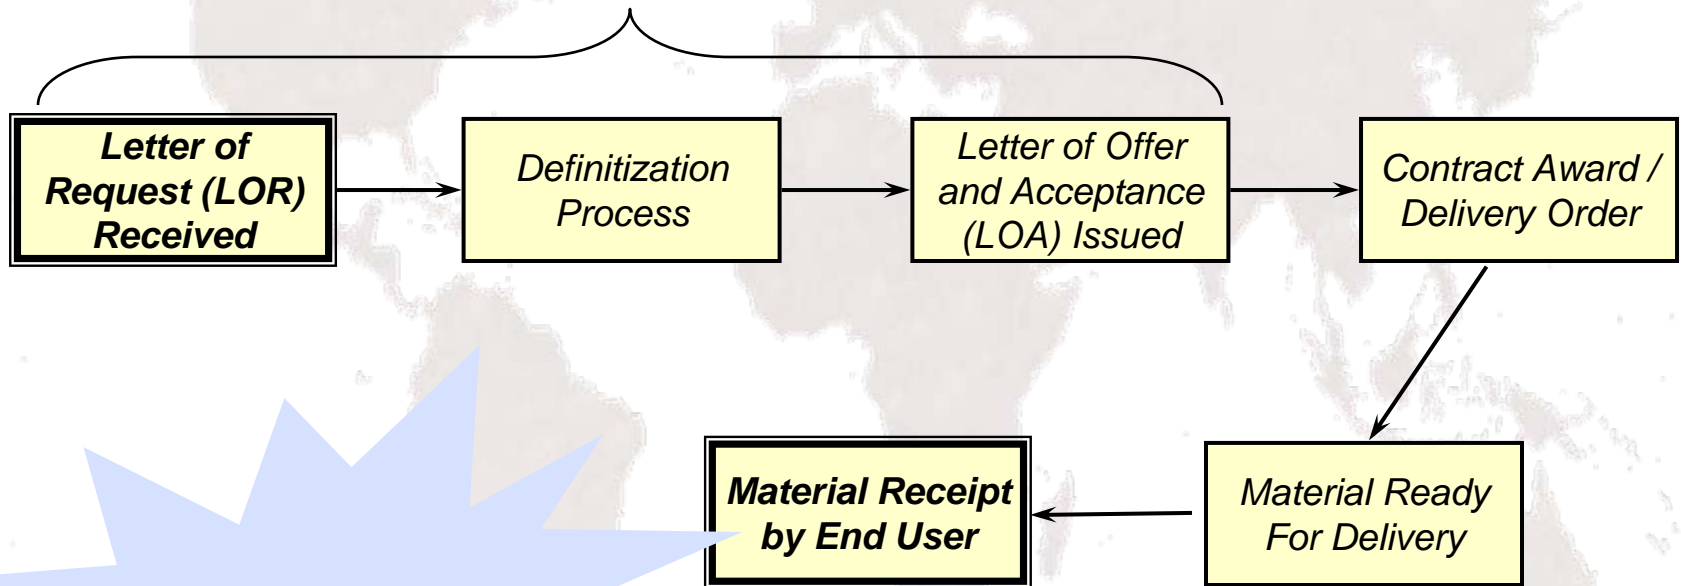 Letter of
Request (LOR)
Received
Definitization
Process
Letter of Offer
and Acceptance
(LOA) Issued
Contract Award /
Delivery Order
Material Ready
For Delivery
Material Receipt
by End User